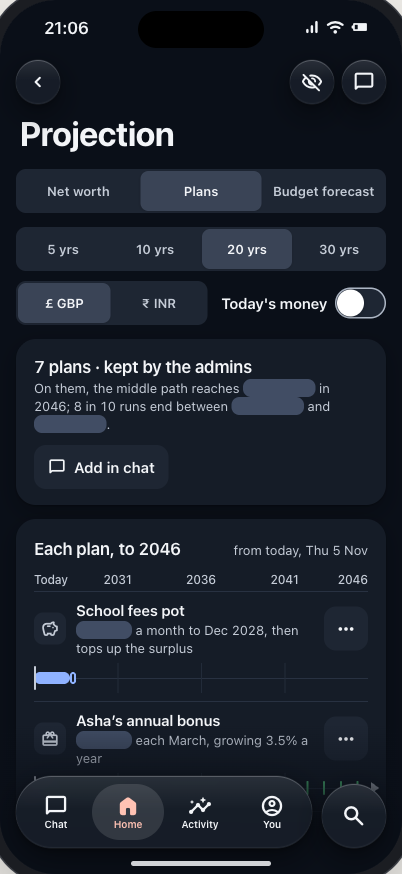 21:06
Projection
Net worth
Plans
Budget forecast
5 yrs
10 yrs
20 yrs
30 yrs
£ GBP
₹ INR
Today's money
7 plans · kept by the admins
On them, the middle path reaches in
2046; 8 in 10 runs end between and
.
Add in chat
Each plan, to 2046
from today, Thu 5 Nov
Today
2031
2036
2041
2046
School fees pot
a month to Dec 2028, then
tops up the surplus
Asha’s annual bonus
each March, growing 3.5% a
year
Chat
Home
Activity
You